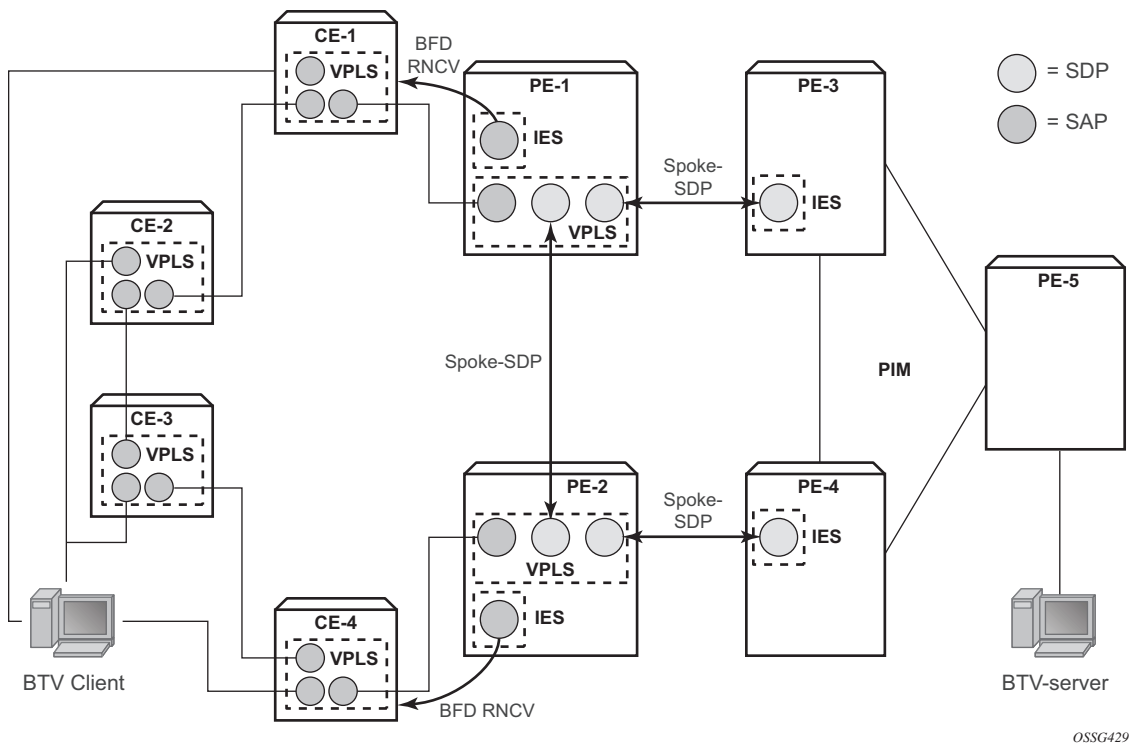 CE-1
VPLS
BFD
RNCV
PE-1
IES
VPLS
Spoke-
SDP
PE-3
IES
= SDP
= SAP
CE-2
VPLS
PE-5
Spoke-SDP
PIM
CE-3
VPLS
PE-2
VPLS
IES
Spoke-
SDP
PE-4
IES
CE-4
VPLS
BFD RNCV
BTV Client
BTV-server
OSSG429